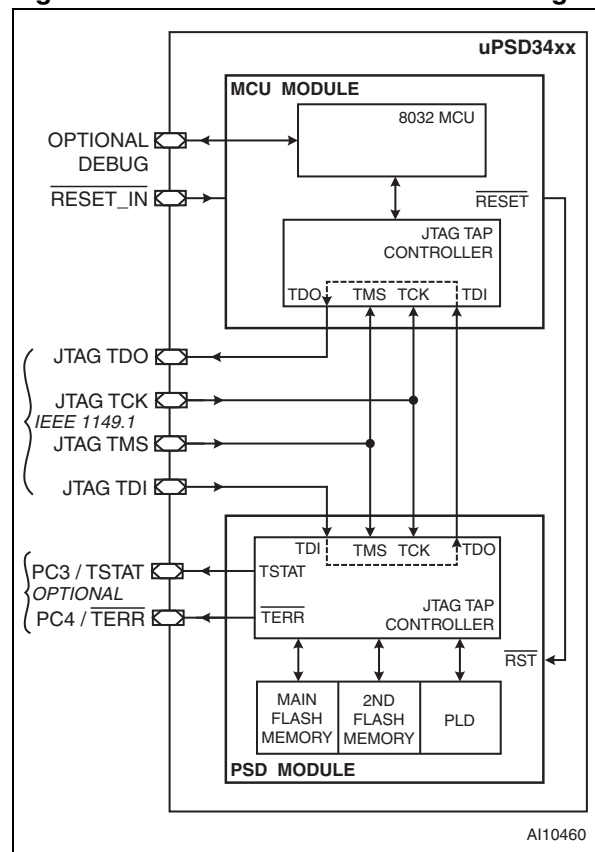 uPSD34xx
MCU MODULE
8032 MCU
OPTIONAL
DEBUG
RESET_IN
RESET
JTAG TAP
CONTROLLER
TDO TMS TCK TDI
JTAG TDO
JTAG TCK
IEEE 1149.1
JTAG TMS
JTAG TDI
TDI TMS TCK TDO
PC3 / TSTAT
TSTAT
OPTIONAL
PC4 / TERR
TERR
JTAG TAP
CONTROLLER
RST
MAIN
FLASH
MEMORY
2ND
FLASH
MEMORY
PLD
PSD MODULE
AI10460